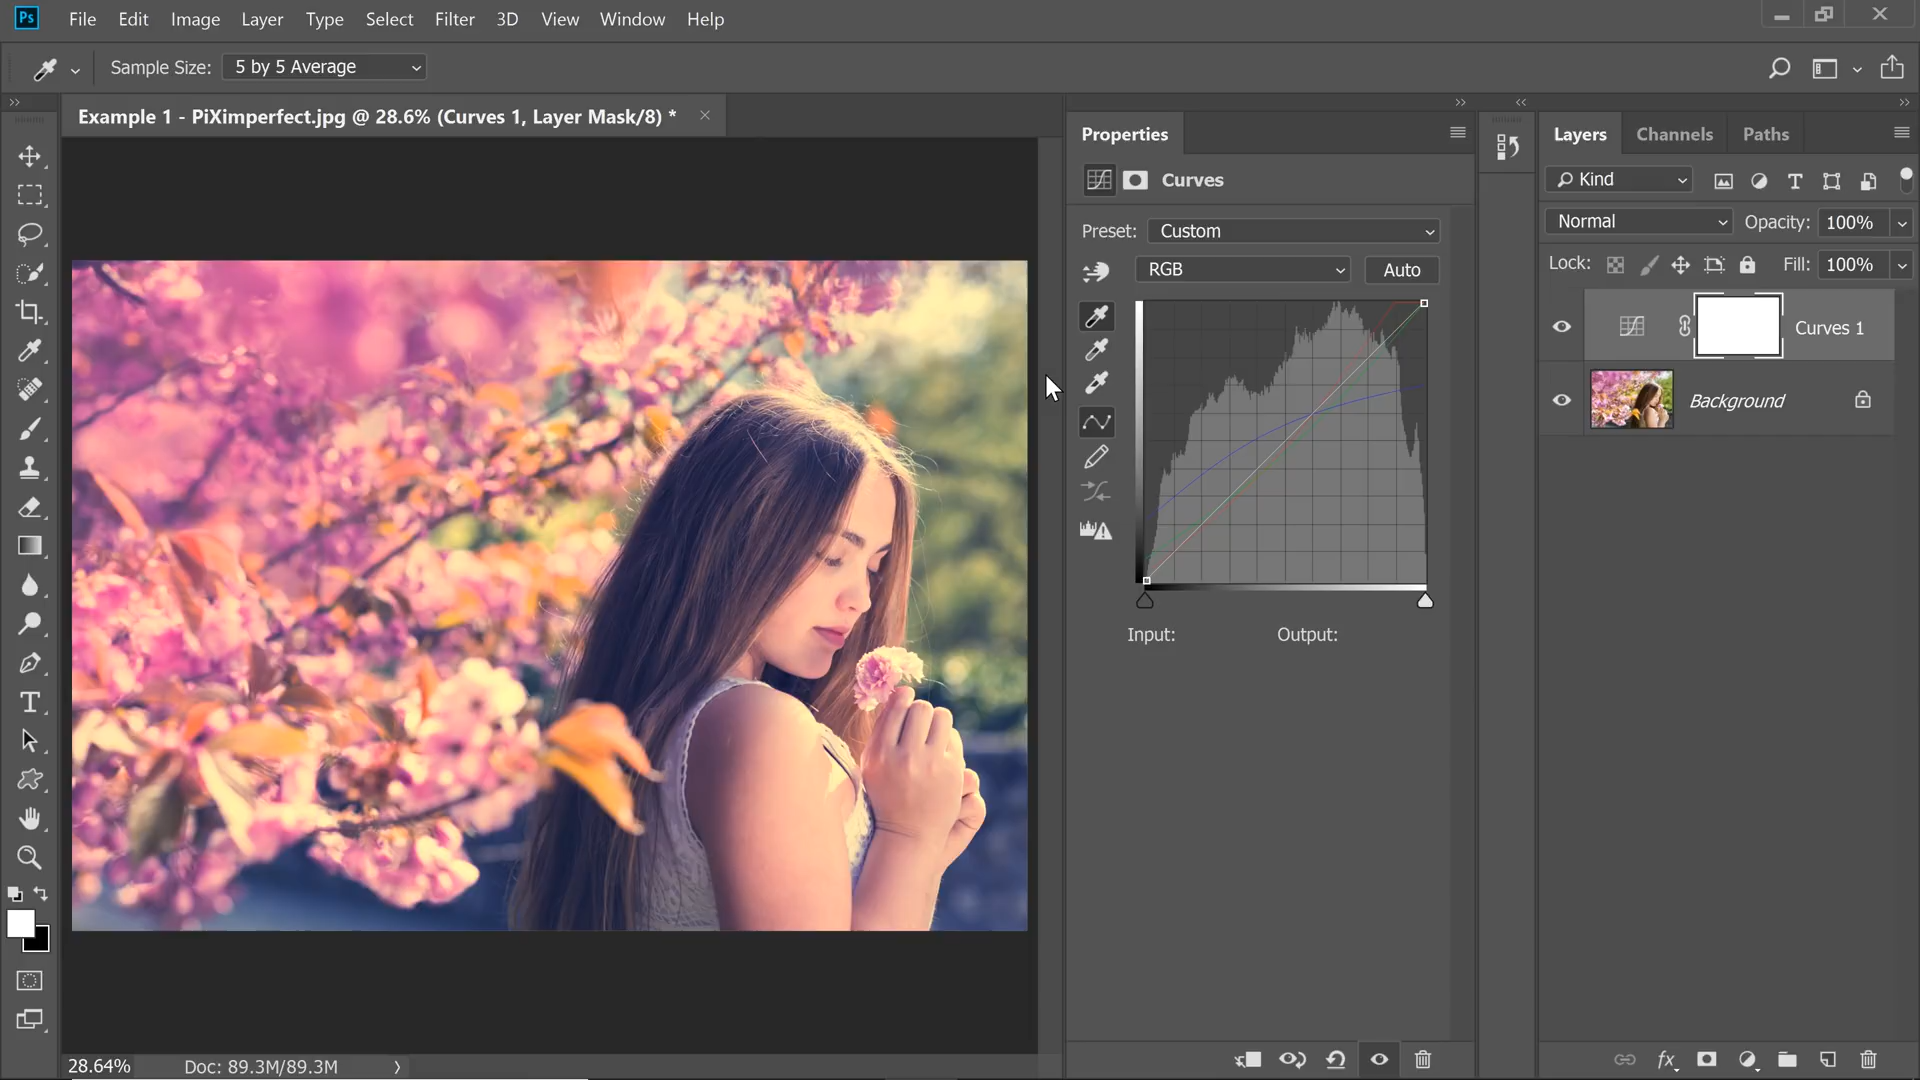 Ps File Edit Image Layer Type Select Filter 3D View Window Help
Sample Size: 5 by 5 Average
Example 1 - PiXimperfect.jpg @ 28.6% (Curves 1, Layer Mask/8) *
Properties
Layers Channels Paths
Curves
Kind
Preset: Custom
Normal Opacity: 100%
RGB Auto
Lock: Fill: 100%
Curves 1
Background
Input: Output:
28.64% Doc: 89.3M/89.3M
fx